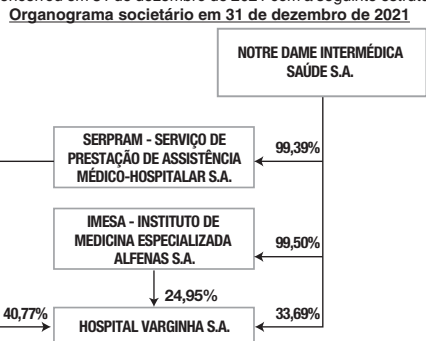 Organograma societário em 31 de dezembro de 2021
NOTRE DAME INTERMÉDICA
SAÚDE S.A.
SERPRAM - SERVIÇO DE
PRESTAÇÃO DE ASSISTÊNCIA
MÉDICO-HOSPITALAR S.A.
99,39%
IMESA - INSTITUTO DE
MEDICINA ESPECIALIZADA
ALFENAS S.A.
99,50%
24,95%
40,77%
HOSPITAL VARGINHA S.A.
33,69%